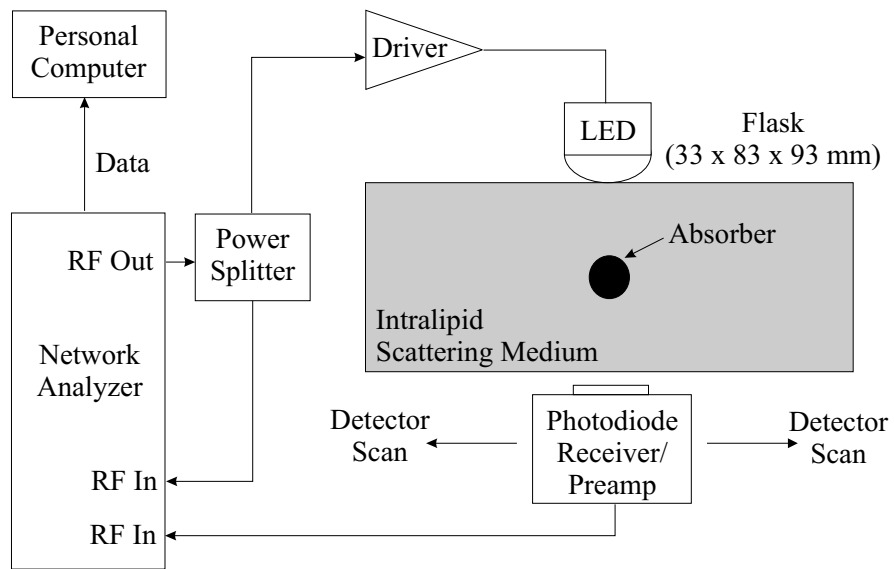 Personal
Computer
Driver
LED
Flask
(33 x 83 x 93 mm)
Data
RF Out
Power
Splitter
Absorber
Intralipid
Scattering Medium
Network
Analyzer
Detector
Scan
Photodiode
Receiver/
Preamp
Detector
Scan
RF In
RF In